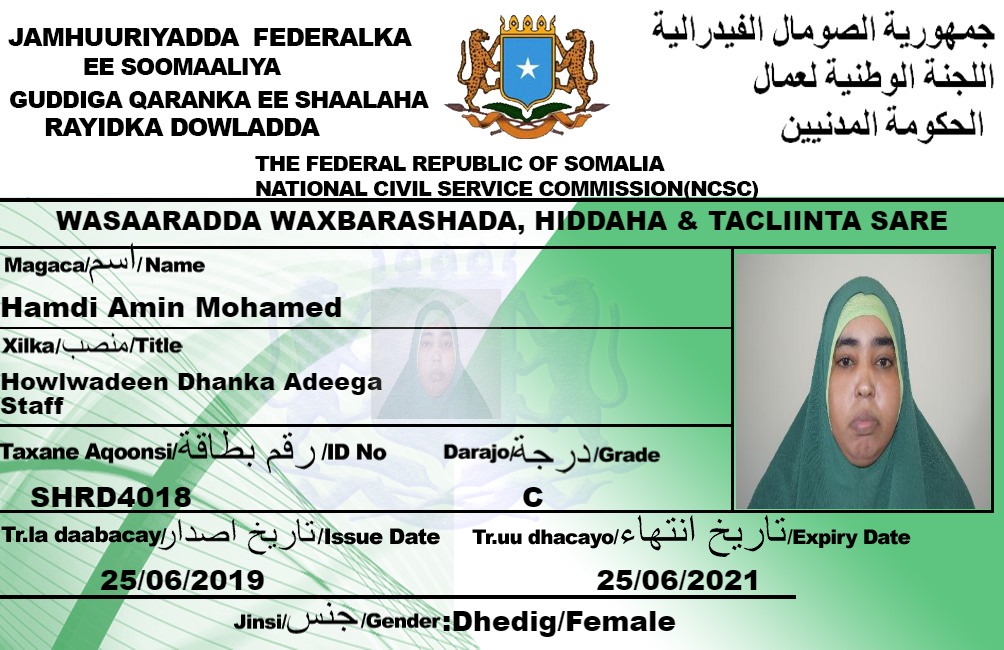 JAMHUURIYADDA FEDERALKA
EE SOOMAALIYA
GUDDIGA QARANKA EE SHAALAHA
RAYIDKA DOWLADDA
جمهورية الصومال الفيدرالية
اللجنة الوطنية لعمال
الحكومة المدنيين
THE FEDERAL REPUBLIC OF SOMALIA
NATIONAL CIVIL SERVICE COMMISSION(NCSC)
WASAARADDA WAXBARASHADA, HIDDAHA & TACLIINTA SARE
Magaca/اسم/Name
Hamdi Amin Mohamed
Xilka/منصب/Title
Howlwadeen Dhanka Adeega
Staff
Taxane Aqoonsi/رقم بطاقة/ID No
SHRD4018
Darajo/درجة/Grade
C
Tr.la daabacay/تاريخ اصدار/Issue Date
25/06/2019
Tr.uu dhacayo/تاريخ انتهاء/Expiry Date
25/06/2021
Jinsi/جنس/Gender:Dhedig/Female